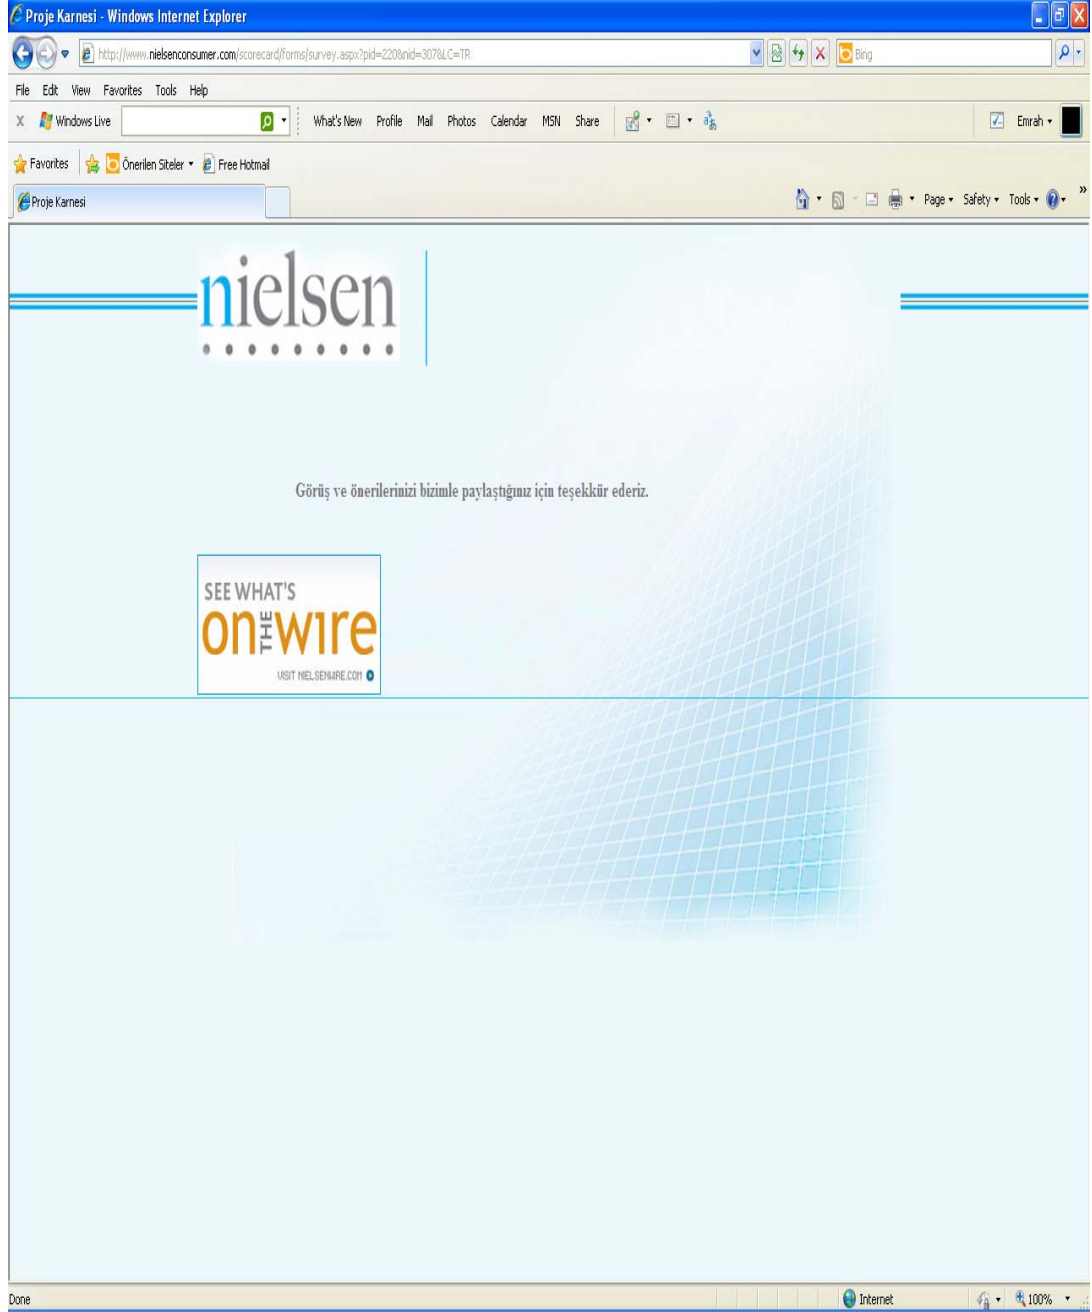 Proje Karnesi - Windows Internet Explorer
http://www.nielsenconsumer.com/scorecard/forms/survey.aspx?pid=220&nid=307&LC=TR
Bing
File Edit View Favorites Tools Help
X Windows Live What's New Profile Mail Photos Calendar MSN Share Emrah
Favorites Önerilen Siteler Free Hotmail
Proje Karnesi Page Safety Tools »
nielsen
Görüş ve önerilerinizi bizimle paylaştığınız için teşekkür ederiz.
SEE WHAT'S
on THE wire
VISIT NIELSENWIRE.COM
Done Internet 100%